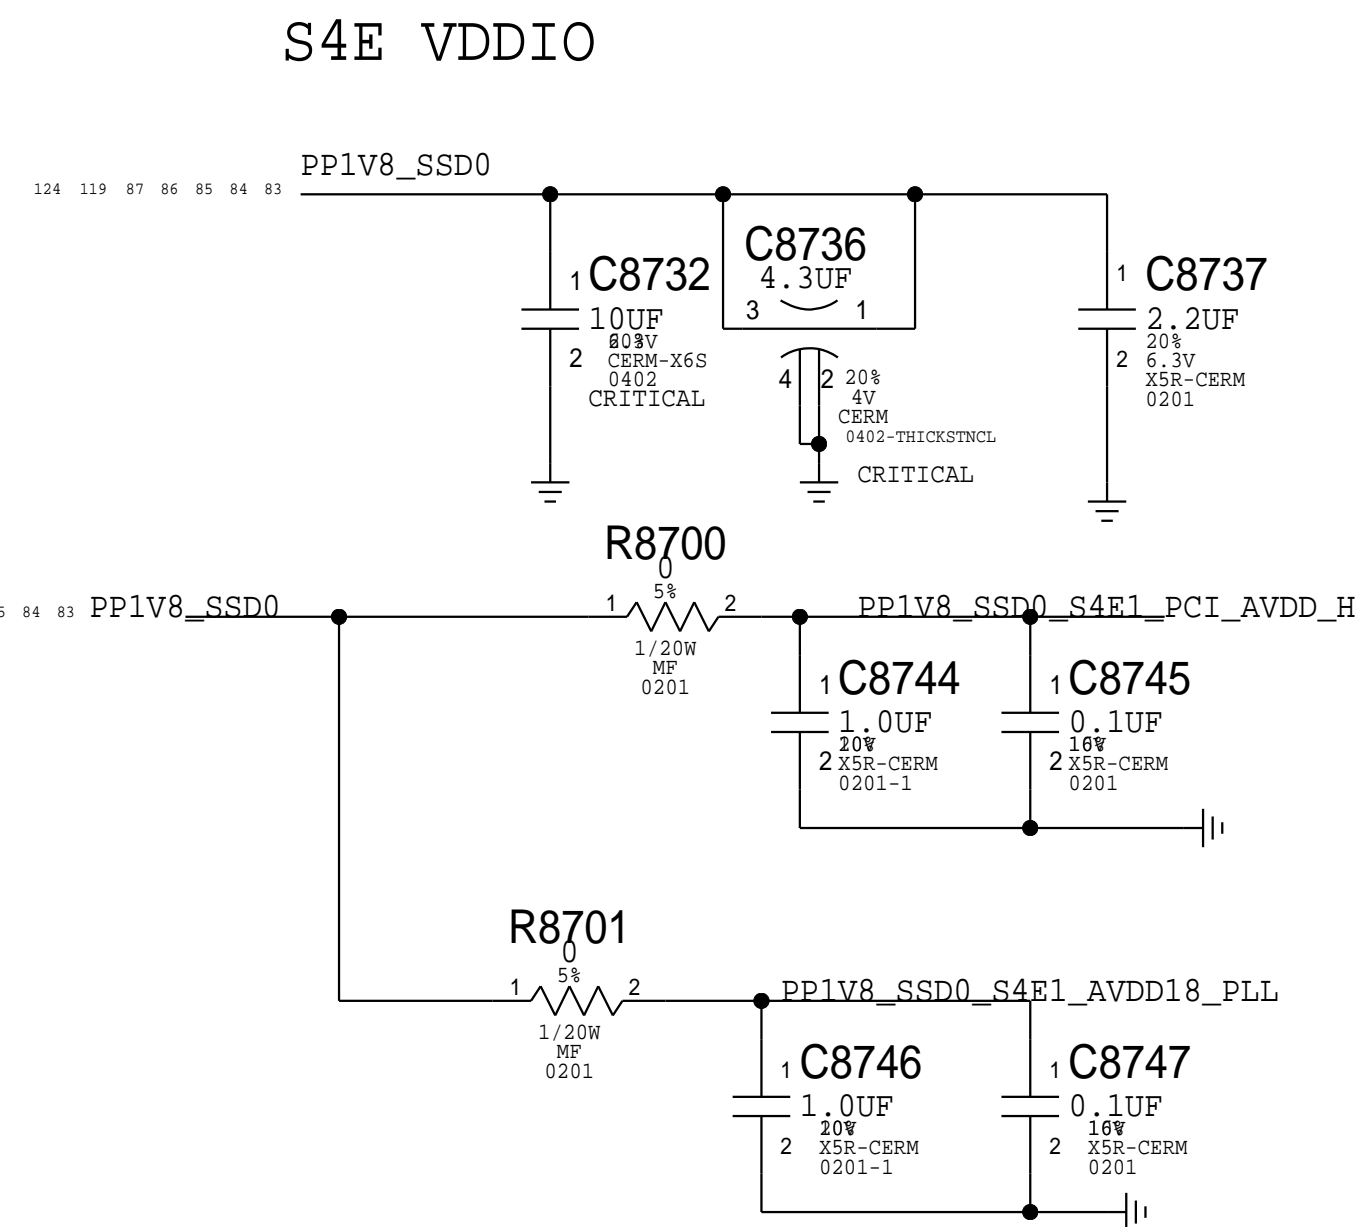 S4E VDDIO
PP1V8_SSD0
124 119 87 86 85 84 83
C8736
4.3UF
3 1
4 2
20%
4V
CERM
0402-THICKSTNCL
CRITICAL
1 C8732
10UF
2
CERM-X6S
0402
CRITICAL
1 C8737
2.2UF
20%
2 6.3V
X5R-CERM
0201
R8700
0
5%
1 2
1/20W
MF
0201
84 83 PP1V8_SSD0
PP1V8_SSD0_S4E1_PCI_AVDD_H
1 C8744
1.0UF
2 X5R-CERM
0201-1
1 C8745
0.1UF
2 X5R-CERM
0201
R8701
0
5%
1 2
1/20W
MF
0201
PP1V8_SSD0_S4E1_AVDD18_PLL
1 C8746
1.0UF
2 X5R-CERM
0201-1
1 C8747
0.1UF
2 X5R-CERM
0201